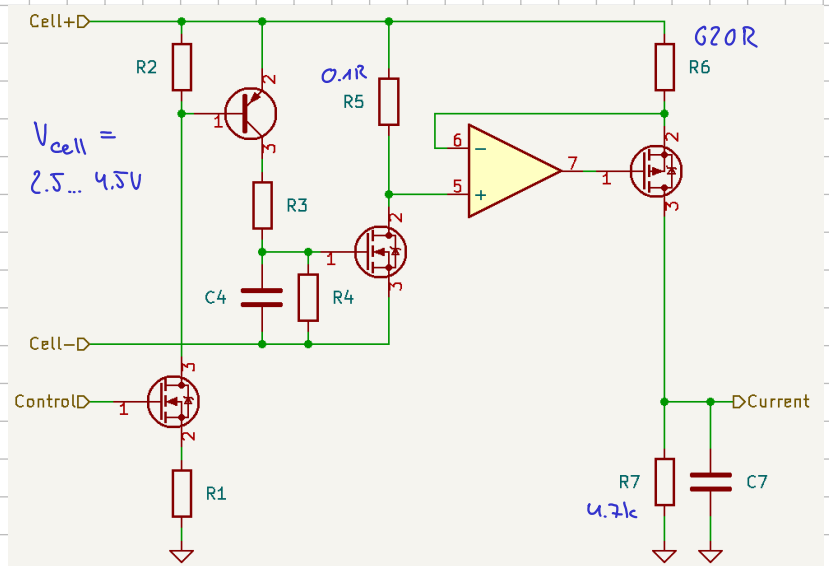 Cell+
620R
R2
R6
2
0.1R
R5
1
Vcell =
2.5... 4.5V
3
6
−
7
2
1
5
+
R3
2
3
1
C4
R4
3
Cell-
3
Control
1
Current
2
R1
R7
C7
4.7k